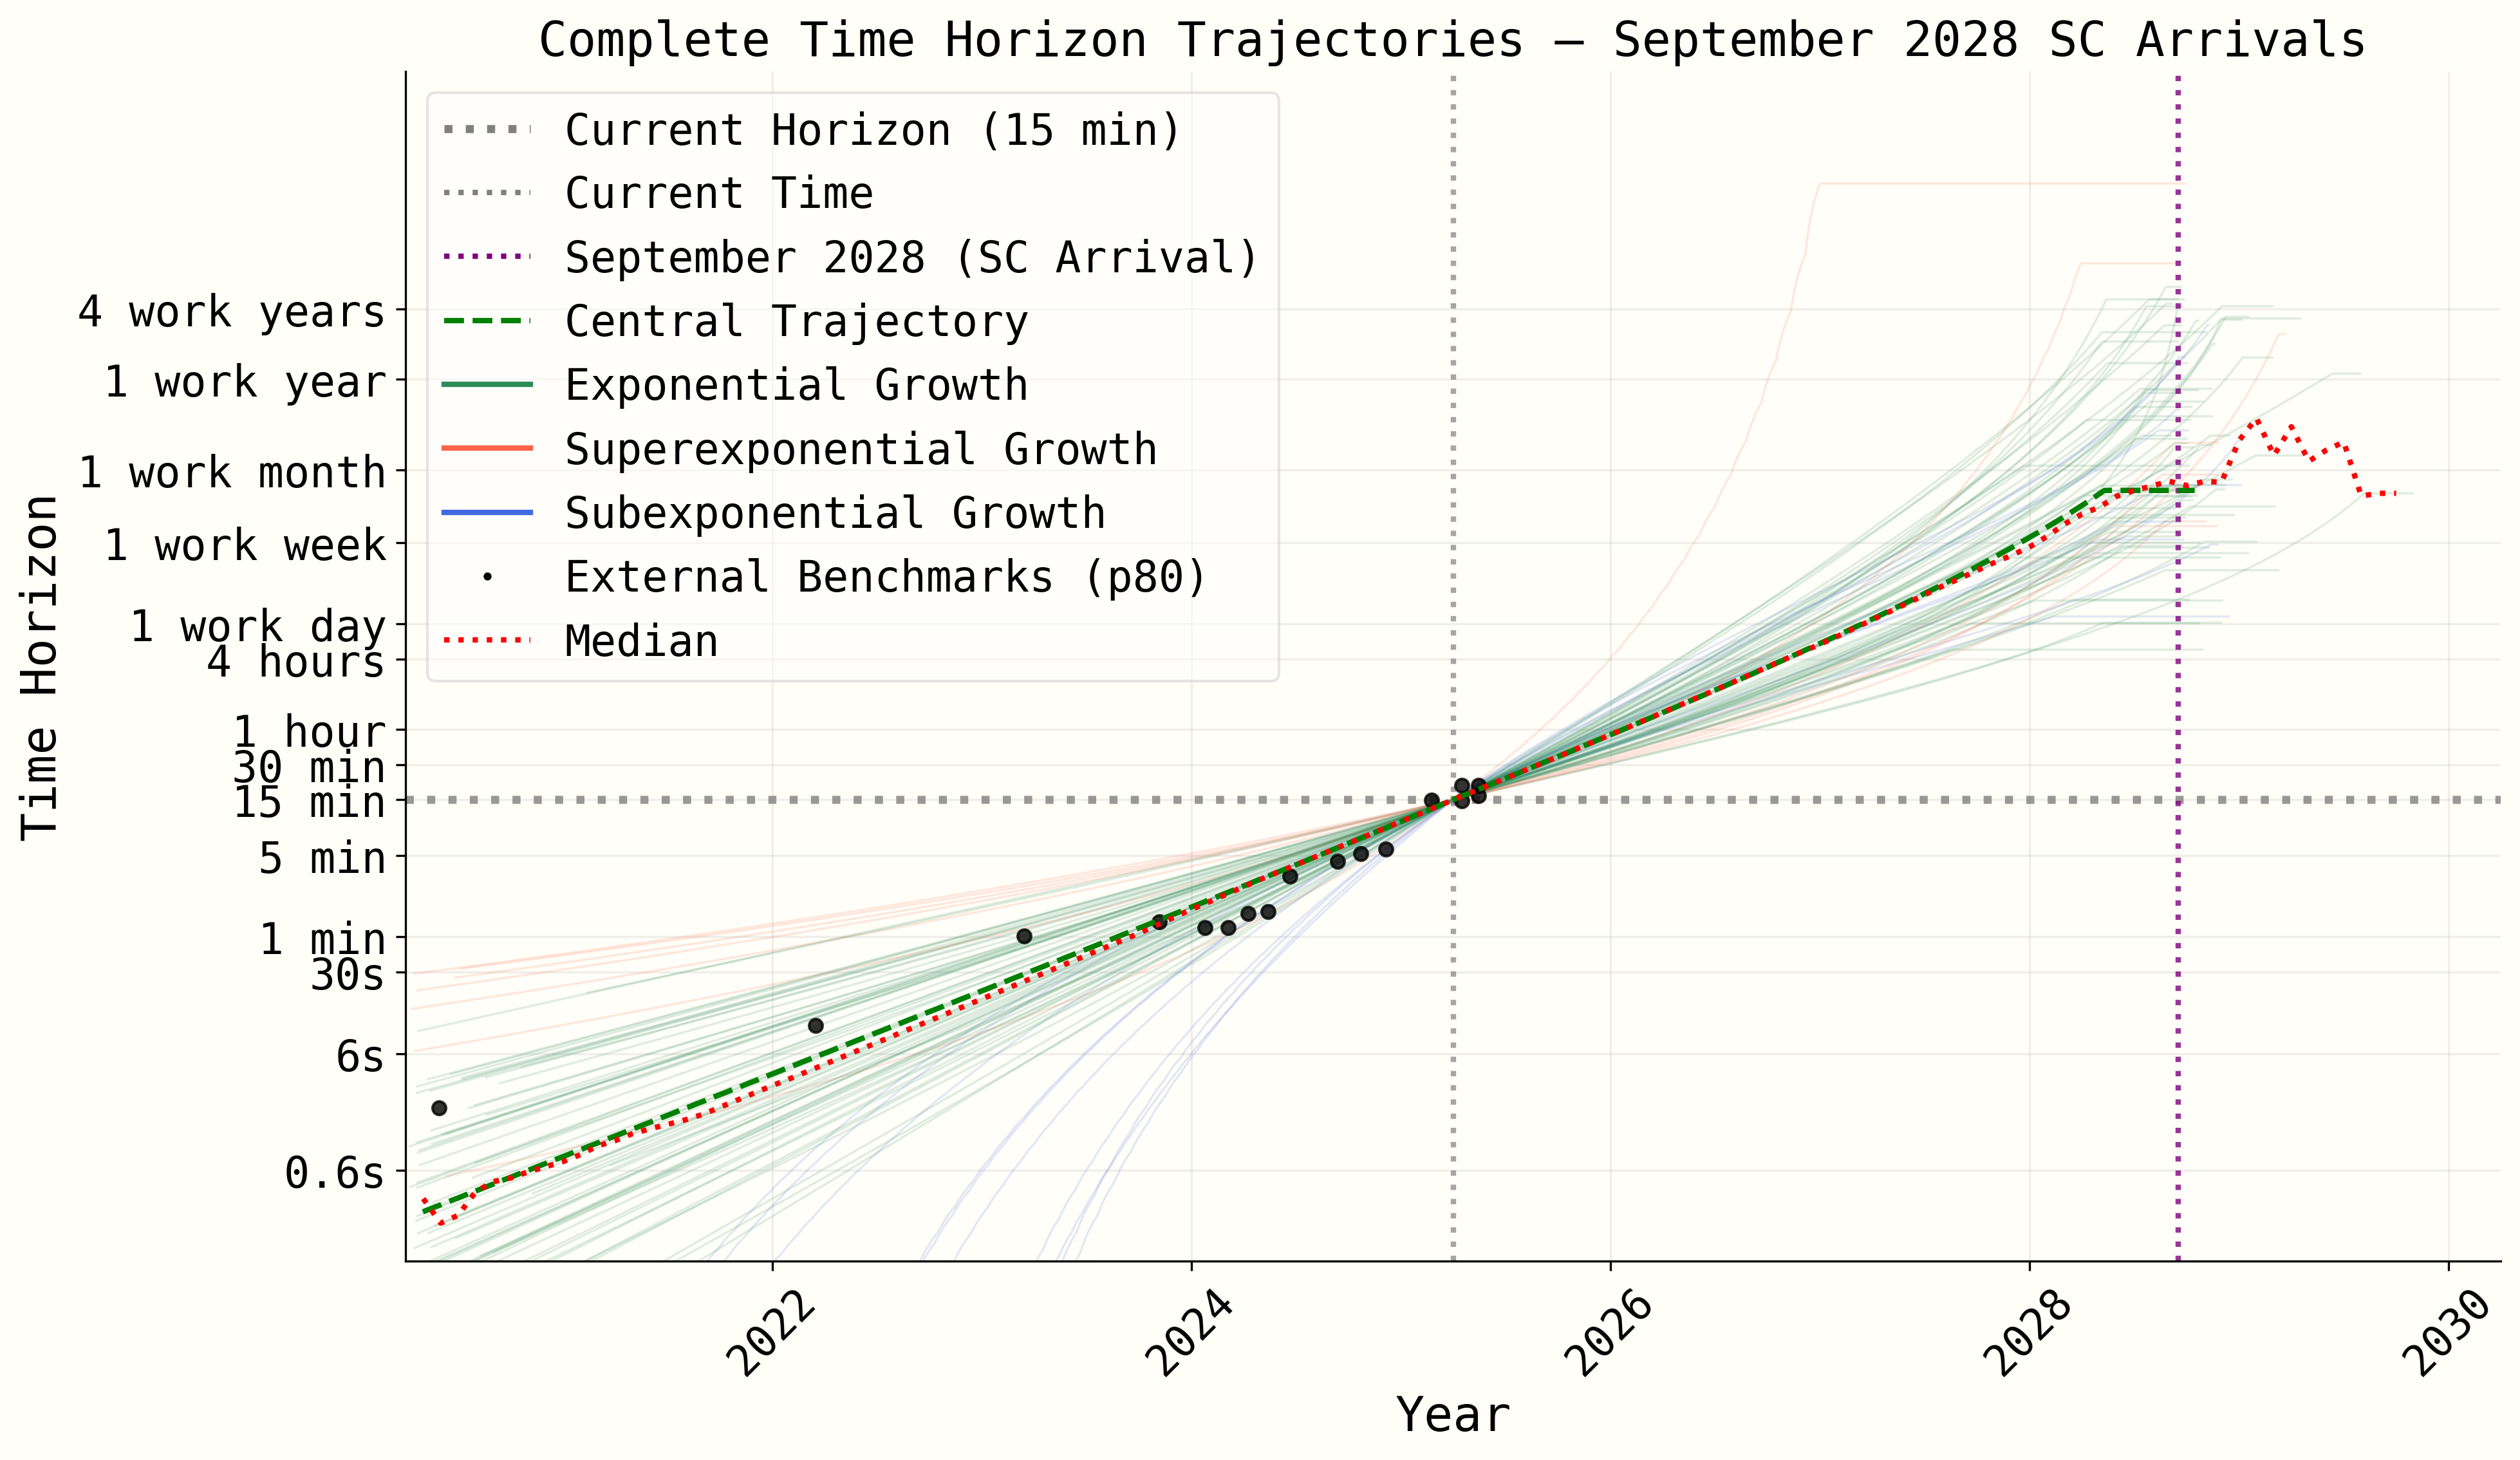 Complete Time Horizon Trajectories — September 2028 SC Arrivals
Current Horizon (15 min)
Current Time
September 2028 (SC Arrival)
Central Trajectory
Exponential Growth
Superexponential Growth
Subexponential Growth
External Benchmarks (p80)
Median
Time Horizon
4 work years
1 work year
1 work month
1 work week
1 work day
4 hours
1 hour
30 min
15 min
5 min
1 min
30s
6s
0.6s
2022
2024
2026
2028
2030
Year